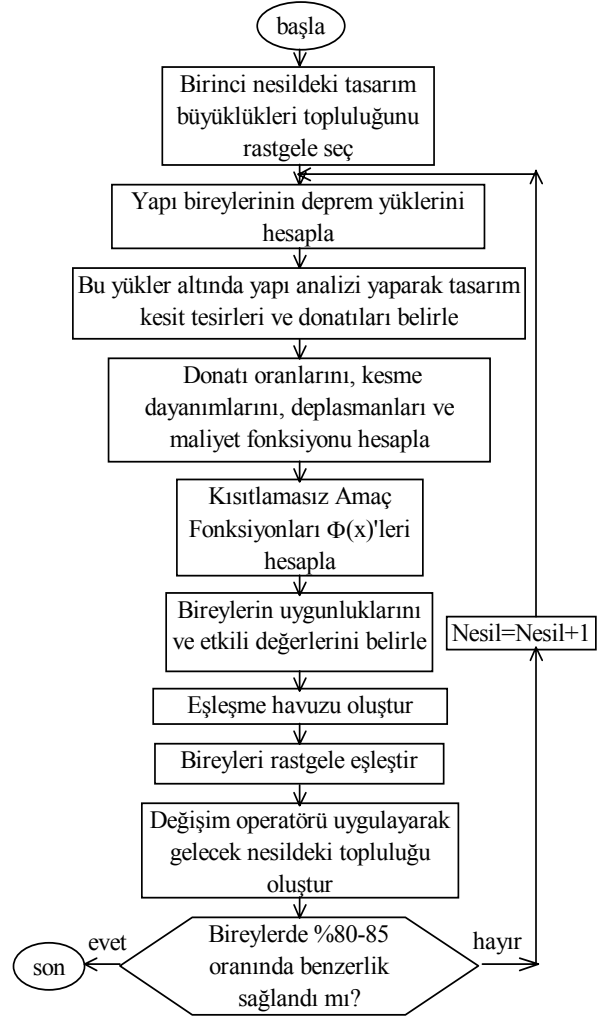 başla
Birinci nesildeki tasarım
büyüklükleri topluluğunu
rastgele seç
Yapı bireylerinin deprem yüklerini
hesapla
Bu yükler altında yapı analizi yaparak tasarım
kesit tesirleri ve donatıları belirle
Donatı oranlarını, kesme
dayanımlarını, deplasmanları ve
maliyet fonksiyonu hesapla
Kısıtlamasız Amaç
Fonksiyonları Φ(x)'leri
hesapla
Bireylerin uygunluklarını
ve etkili değerlerini belirle
Nesil=Nesil+1
Eşleşme havuzu oluştur
Bireyleri rastgele eşleştir
Değişim operatörü uygulayarak
gelecek nesildeki topluluğu
oluştur
Bireylerde %80-85
oranında benzerlik
sağlandı mı?
evet
hayır
son